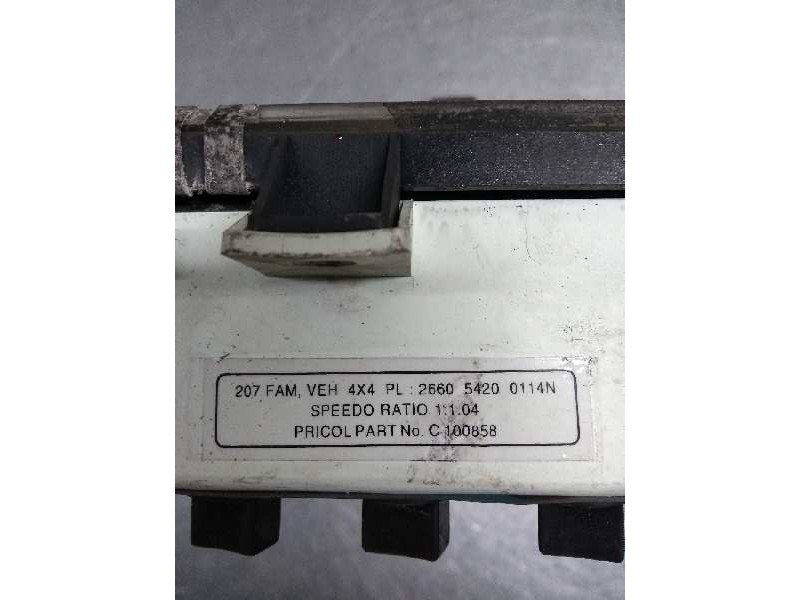 207 FAM, VEH 4X4 PL : 2660 5420 0114N
SPEEDO RATIO 1:1.04
PRICOL PART No. C 100858